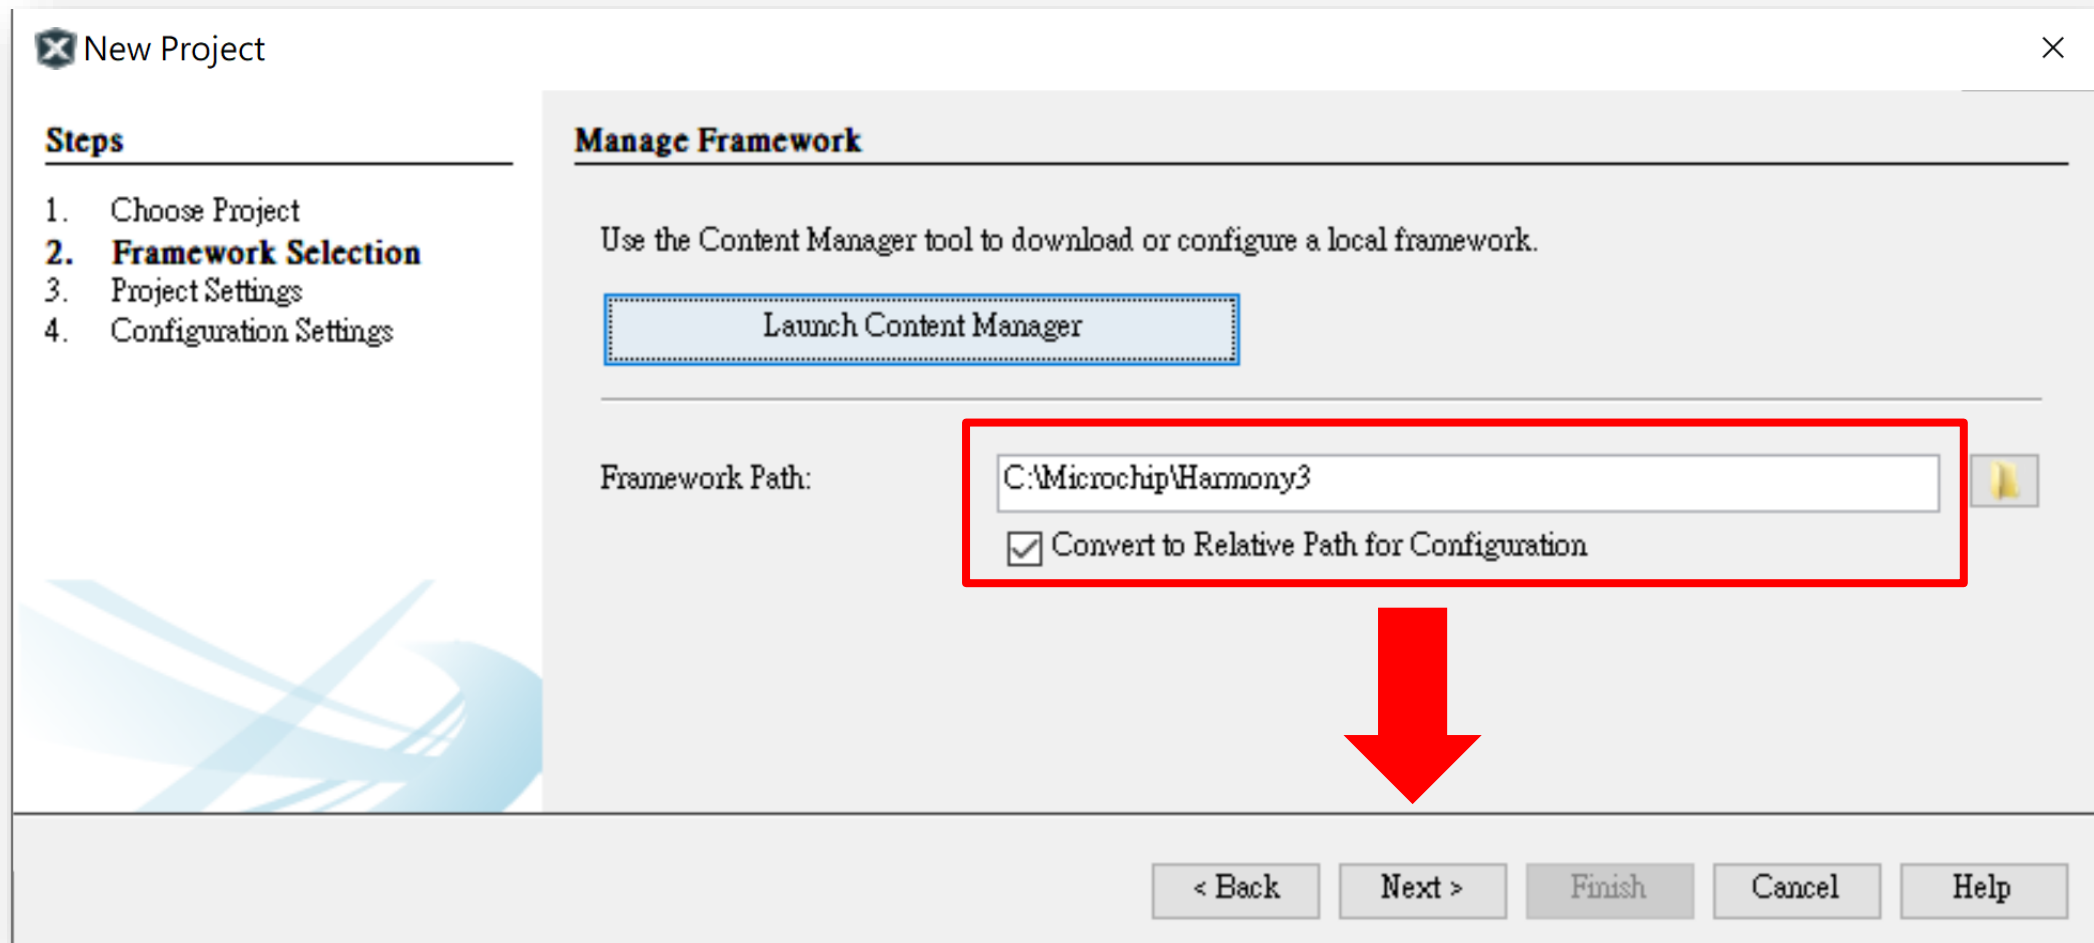 New Project
Steps
1. Choose Project
2. Framework Selection
3. Project Settings
4. Configuration Settings
Manage Framework
Use the Content Manager tool to download or configure a local framework.
Launch Content Manager
Framework Path:
C:\Microchip\Harmony3
Convert to Relative Path for Configuration
< Back
Next >
Finish
Cancel
Help